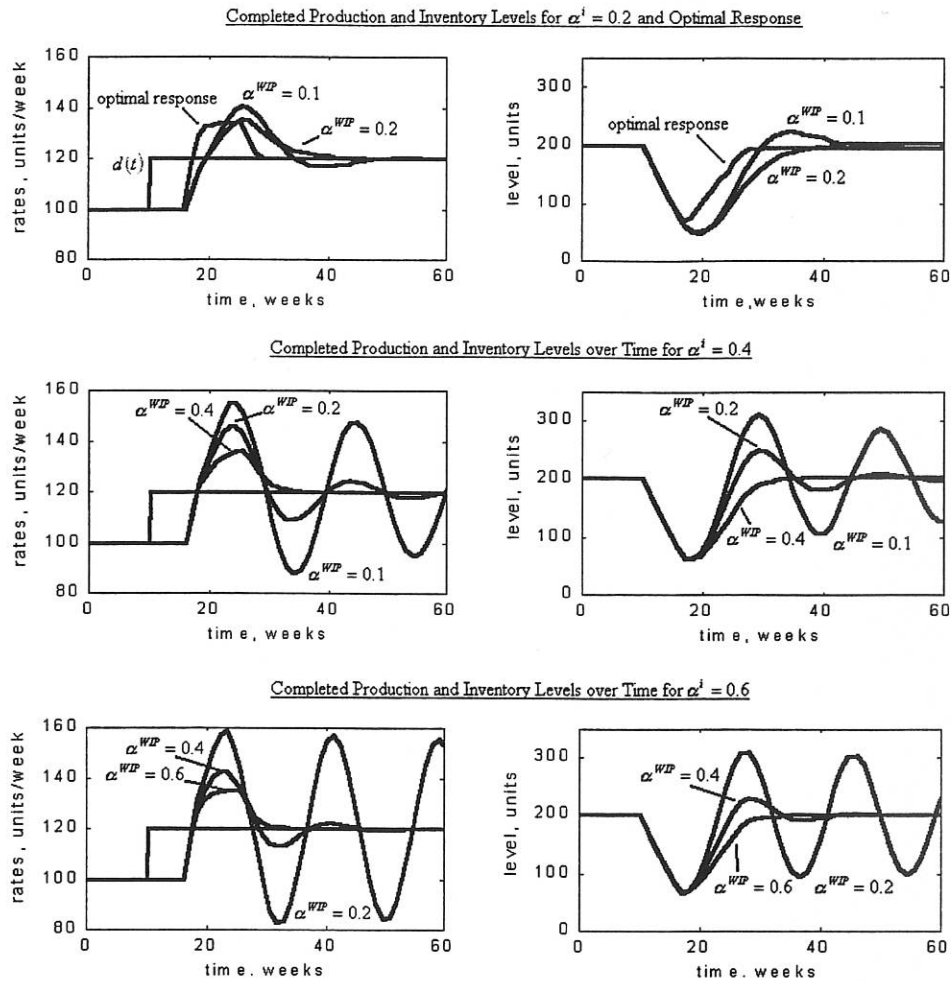 Completed Production and Inventory Levels for α^i = 0.2 and Optimal Response
rates, units/week
160
140
120
100
80
optimal response
α^WIP = 0.1
α^WIP = 0.2
d(t)
0
20
40
60
time, weeks
level, units
300
200
100
0
optimal response
α^WIP = 0.1
α^WIP = 0.2
0
20
40
60
time,weeks
Completed Production and Inventory Levels over Time for α^i = 0.4
rates, units/week
160
140
120
100
80
α^WIP = 0.4
α^WIP = 0.2
α^WIP = 0.1
0
20
40
60
time, weeks
level, units
300
200
100
0
α^WIP = 0.2
α^WIP = 0.4
α^WIP = 0.1
0
20
40
60
time, weeks
Completed Production and Inventory Levels over Time for α^i = 0.6
rates, units/week
160
140
120
100
80
α^WIP = 0.4
α^WIP = 0.6
α^WIP = 0.2
0
20
40
60
time. weeks
level, units
300
200
100
0
α^WIP = 0.4
α^WIP = 0.6
α^WIP = 0.2
0
20
40
60
time. weeks